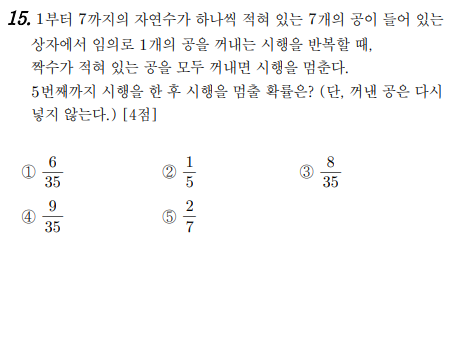 15. 1부터 7까지의 자연수가 하나씩 적혀 있는 7개의 공이 들어 있는
상자에서 임의로 1개의 공을 꺼내는 시행을 반복할 때,
짝수가 적혀 있는 공을 모두 꺼내면 시행을 멈춘다.
5번째까지 시행을 한 후 시행을 멈출 확률은? (단, 꺼낸 공은 다시
넣지 않는다.) [4점]
① 6/35 ② 1/5 ③ 8/35
④ 9/35 ⑤ 2/7